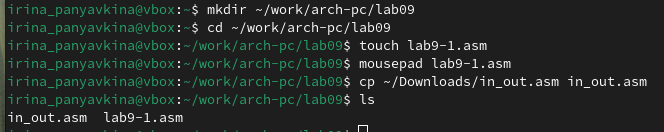 irina_panyavkina@vbox:~$ mkdir ~/work/arch-pc/lab09
irina_panyavkina@vbox:~$ cd ~/work/arch-pc/lab09
irina_panyavkina@vbox:~/work/arch-pc/lab09$ touch lab9-1.asm
irina_panyavkina@vbox:~/work/arch-pc/lab09$ mousepad lab9-1.asm
irina_panyavkina@vbox:~/work/arch-pc/lab09$ cp ~/Downloads/in_out.asm in_out.asm
irina_panyavkina@vbox:~/work/arch-pc/lab09$ ls
in_out.asm  lab9-1.asm
irina_panyavkina@vbox:~/work/arch-pc/lab09$